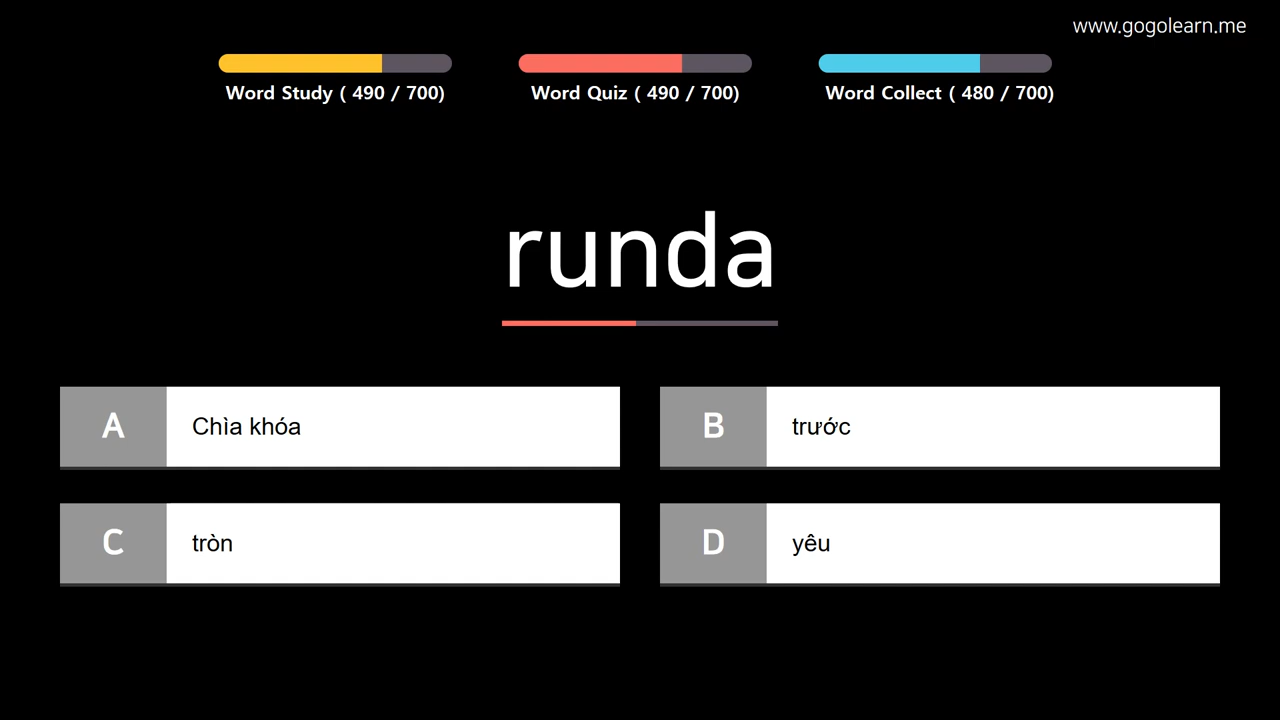 www.gogolearn.me
Word Study ( 490 / 700)
Word Quiz ( 490 / 700)
Word Collect ( 480 / 700)
runda
A Chìa khóa
B trước
C tròn
D yêu